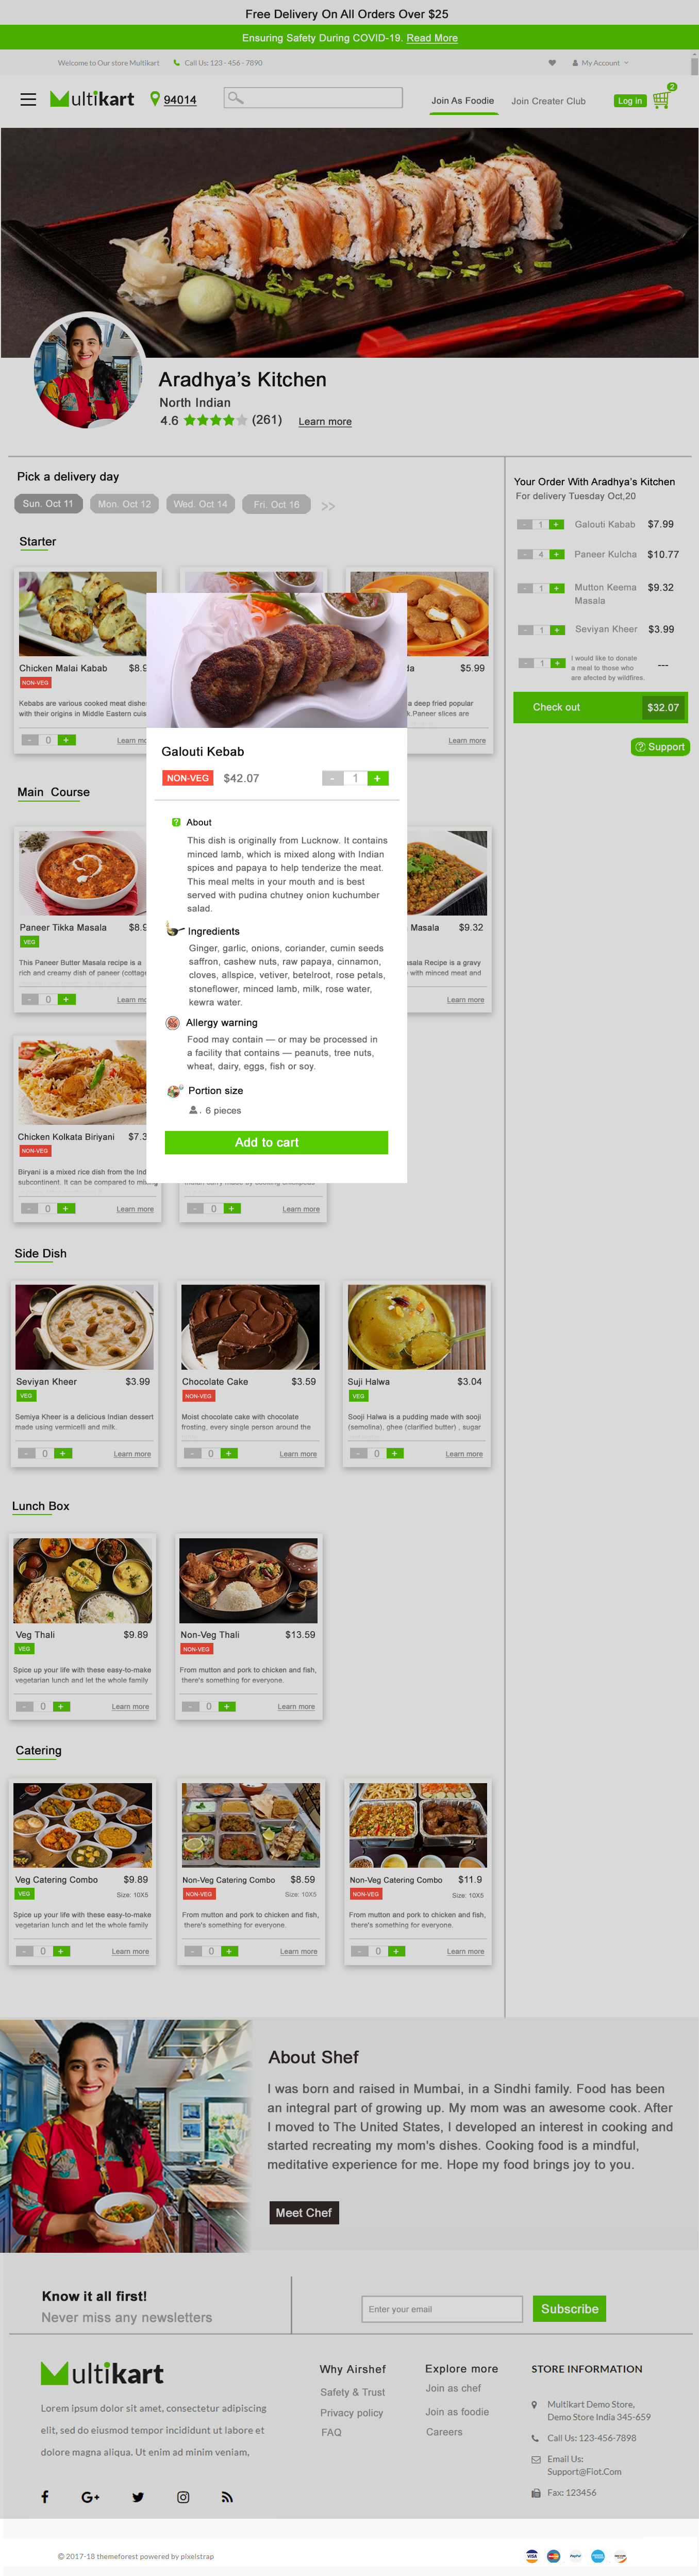 Free Delivery On All Orders Over $25
Ensuring Safety During COVID-19. Read More
Welcome to Our store Multikart
Call Us: 123 - 456 - 7890
My Account
Multikart
94014
Join As Foodie
Join Creater Club
Log In
2
Aradhya's Kitchen
North Indian
4.6 (261)
Learn more
Pick a delivery day
Sun. Oct 11
Mon. Oct 12
Wed. Oct 14
Fri. Oct 16
>>
Your Order With Aradhya's Kitchen
For delivery Tuesday Oct,20
- 1 + Galouti Kabab $7.99
- 4 + Paneer Kulcha $10.77
- 1 + Mutton Keema $9.32
Masala
- 1 + Seviyan Kheer $3.99
- 1 + I would like to donate
a meal to those who
are afected by wildfires.
---
Check out $32.07
Support
Starter
Chicken Malai Kabab $8.9
NON-VEG
Kebabs are various cooked meat dishes
with their origins in Middle Eastern cuis
- 0 + Learn mo
da $5.99
a deep fried popular
k.Paneer slices are
Learn more
Galouti Kebab
NON-VEG $42.07 - 1 +
About
This dish is originally from Lucknow. It contains
minced lamb, which is mixed along with Indian
spices and papaya to help tenderize the meat.
This meal melts in your mouth and is best
served with pudina chutney onion kuchumber
salad.
Ingredients
Ginger, garlic, onions, coriander, cumin seeds
saffron, cashew nuts, raw papaya, cinnamon,
cloves, allspice, vetiver, betelroot, rose petals,
stoneflower, minced lamb, milk, rose water,
kewra water.
Allergy warning
Food may contain — or may be processed in
a facility that contains — peanuts, tree nuts,
wheat, dairy, eggs, fish or soy.
Portion size
. 6 pieces
Add to cart
Main Course
Paneer Tikka Masala $8.9
VEG
This Paneer Butter Masala recipe is a
rich and creamy dish of paneer (cottage
- 0 + Learn mo
Masala $9.32
sala Recipe is a gravy
with minced meat and
Learn more
Chicken Kolkata Biriyani $7.3
NON-VEG
Biryani is a mixed rice dish from the Ind
subcontinent. It can be compared to mixing
- 0 + Learn more
- 0 + Learn more
Side Dish
Seviyan Kheer $3.99
VEG
Semiya Kheer is a delicious Indian dessert
made using vermicelli and milk.
- 0 + Learn more
Chocolate Cake $3.59
NON-VEG
Moist chocolate cake with chocolate
frosting, every single person around the
- 0 + Learn more
Suji Halwa $3.04
VEG
Sooji Halwa is a pudding made with sooji
(semolina), ghee (clarified butter) , sugar
- 0 + Learn more
Lunch Box
Veg Thali $9.89
VEG
Spice up your life with these easy-to-make
vegetarian lunch and let the whole family
- 0 + Learn more
Non-Veg Thali $13.59
NON-VEG
From mutton and pork to chicken and fish,
there's something for everyone.
- 0 + Learn more
Catering
Veg Catering Combo $9.89
VEG Size: 10X5
Spice up your life with these easy-to-make
vegetarian lunch and let the whole family
- 0 + Learn more
Non-Veg Catering Combo $8.59
NON-VEG Size: 10X5
From mutton and pork to chicken and fish,
there's something for everyone.
- 0 + Learn more
Non-Veg Catering Combo $11.9
NON-VEG Size: 10X5
From mutton and pork to chicken and fish,
there's something for everyone.
- 0 + Learn more
About Shef
I was born and raised in Mumbai, in a Sindhi family. Food has been
an integral part of growing up. My mom was an awesome cook. After
I moved to The United States, I developed an interest in cooking and
started recreating my mom's dishes. Cooking food is a mindful,
meditative experience for me. Hope my food brings joy to you.
Meet Chef
Know it all first!
Never miss any newsletters
Enter your email
Subscribe
Multikart
Lorem ipsum dolor sit amet, consectetur adipiscing
elit, sed do eiusmod tempor incididunt ut labore et
dolore magna aliqua. Ut enim ad minim veniam,
Why Airshef
Safety & Trust
Privacy policy
FAQ
Explore more
Join as chef
Join as foodie
Careers
STORE INFORMATION
Multikart Demo Store,
Demo Store India 345-659
Call Us: 123-456-7898
Email Us:
Support@Fiot.Com
Fax: 123456
© 2017-18 themeforest powered by pixelstrap
VISA
PayPal